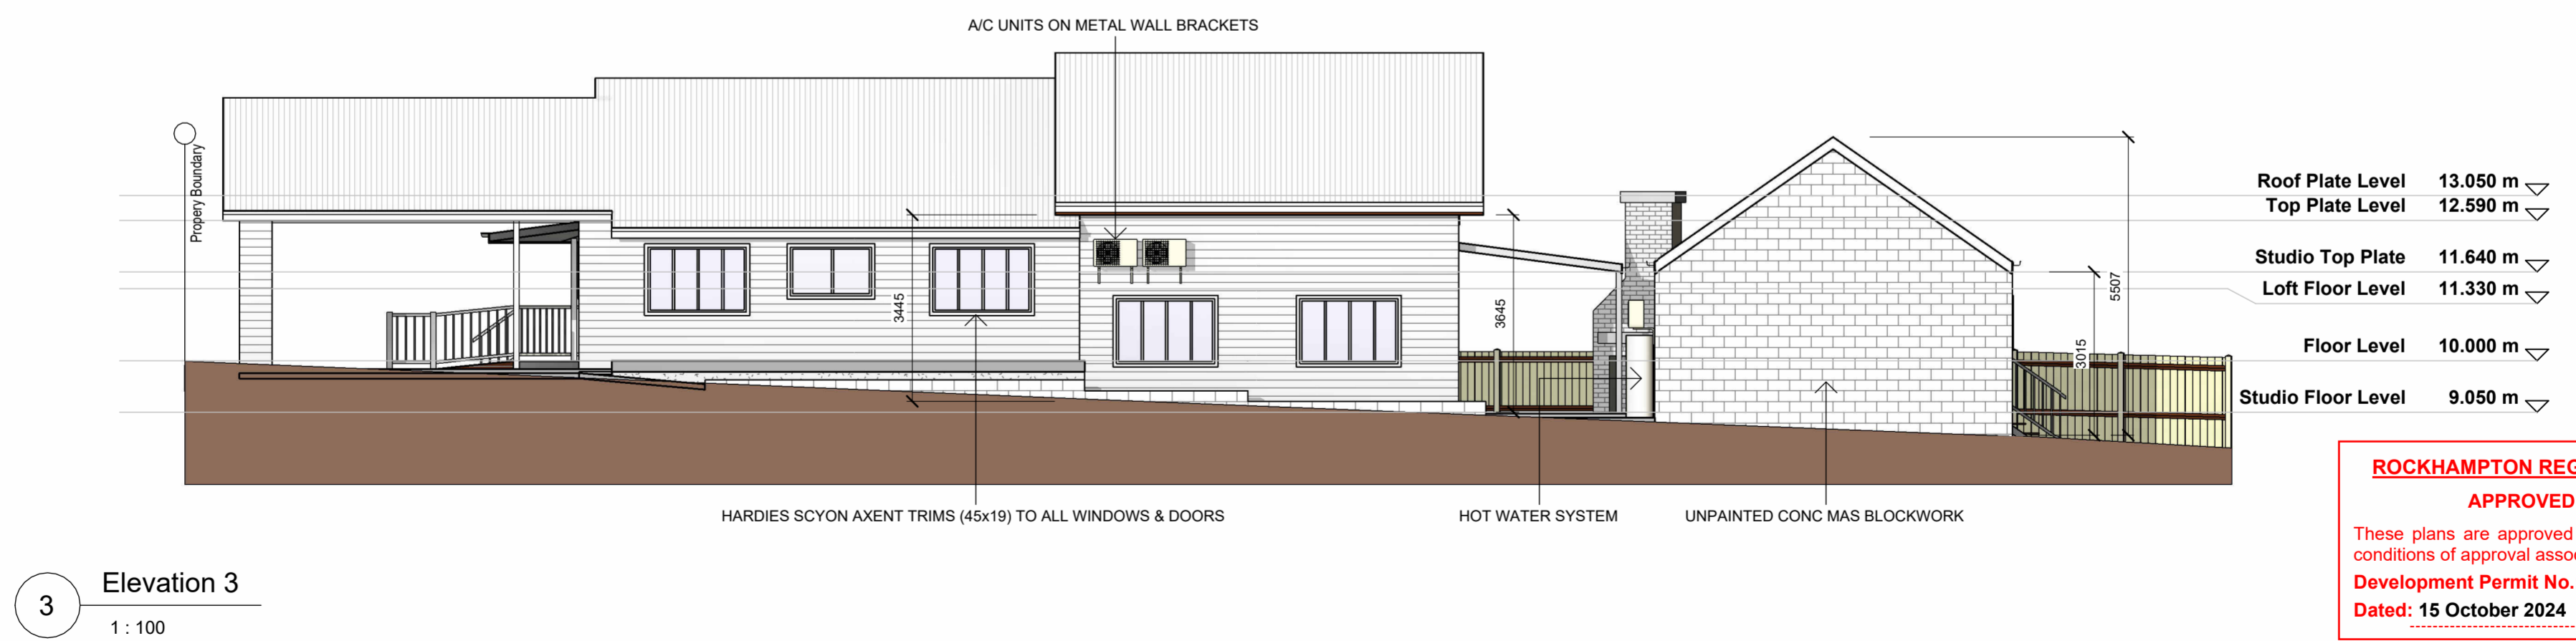 A/C UNITS ON METAL WALL BRACKETS
Propery Boundary
Roof Plate Level 13.050 m
Top Plate Level 12.590 m
Studio Top Plate 11.640 m
Loft Floor Level 11.330 m
Floor Level 10.000 m
Studio Floor Level 9.050 m
3445
3645
3015
5507
HARDIES SCYON AXENT TRIMS (45x19) TO ALL WINDOWS & DOORS
HOT WATER SYSTEM
UNPAINTED CONC MAS BLOCKWORK
3
Elevation 3
1 : 100
ROCKHAMPTON REG
APPROVED
These plans are approved
conditions of approval asso
Development Permit No.
Dated: 15 October 2024